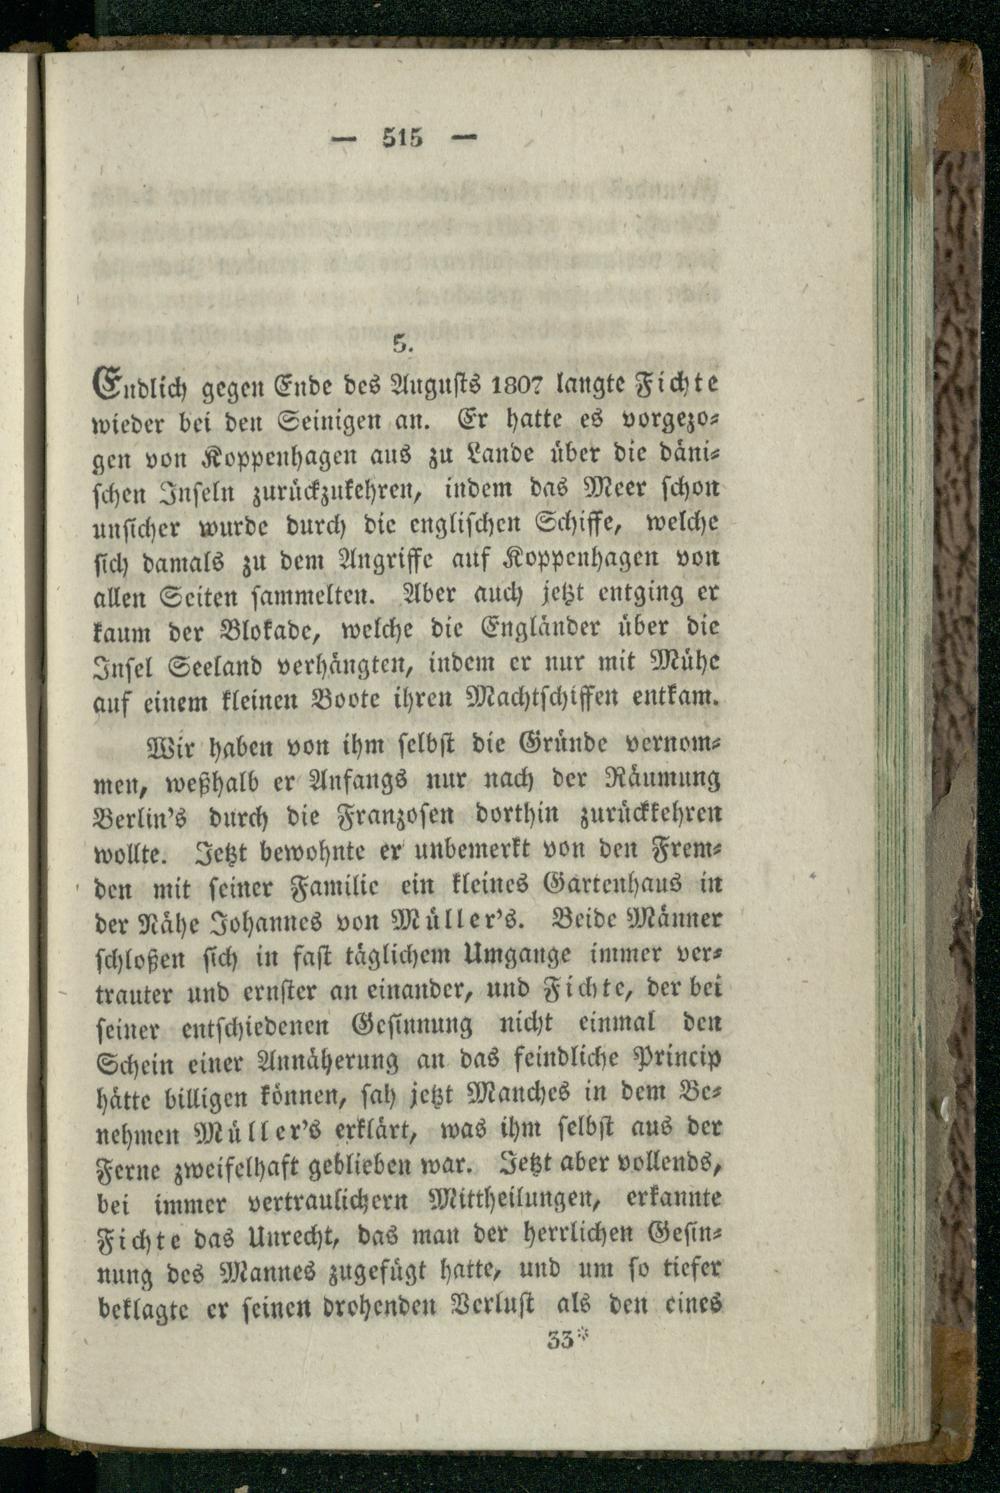 — 515 —
5.
Endlich gegen Ende des Augusts 1807 langte Fichte
wieder bei den Seinigen an. Er hatte es vorgezo-
gen von Koppenhagen aus zu Lande über die däni-
schen Inseln zurückzukehren, indem das Meer schon
unsicher wurde durch die englischen Schiffe, welche
sich damals zu dem Angriffe auf Koppenhagen von
allen Seiten sammelten. Aber auch jetzt entging er
kaum der Blokade, welche die Engländer über die
Insel Seeland verhängten, indem er nur mit Mühe
auf einem kleinen Boote ihren Machtschiffen entkam.
Wir haben von ihm selbst die Gründe vernom-
men, weßhalb er Anfangs nur nach der Räumung
Berlin's durch die Franzosen dorthin zurückkehren
wollte. Jetzt bewohnte er unbemerkt von den Frem-
den mit seiner Familie ein kleines Gartenhaus in
der Nähe Johannes von Müller's. Beide Männer
schloßen sich in fast täglichem Umgange immer ver-
trauter und ernster an einander, und Fichte, der bei
seiner entschiedenen Gesinnung nicht einmal den
Schein einer Annäherung an das feindliche Princip
hätte billigen können, sah jetzt Manches in dem Be-
nehmen Müller's erklärt, was ihm selbst aus der
Ferne zweifelhaft geblieben war. Jetzt aber vollends,
bei immer vertraulichern Mittheilungen, erkannte
Fichte das Unrecht, das man der herrlichen Gesin-
nung des Mannes zugefügt hatte, und um so tiefer
beklagte er seinen drohenden Verlust als den eines
33*